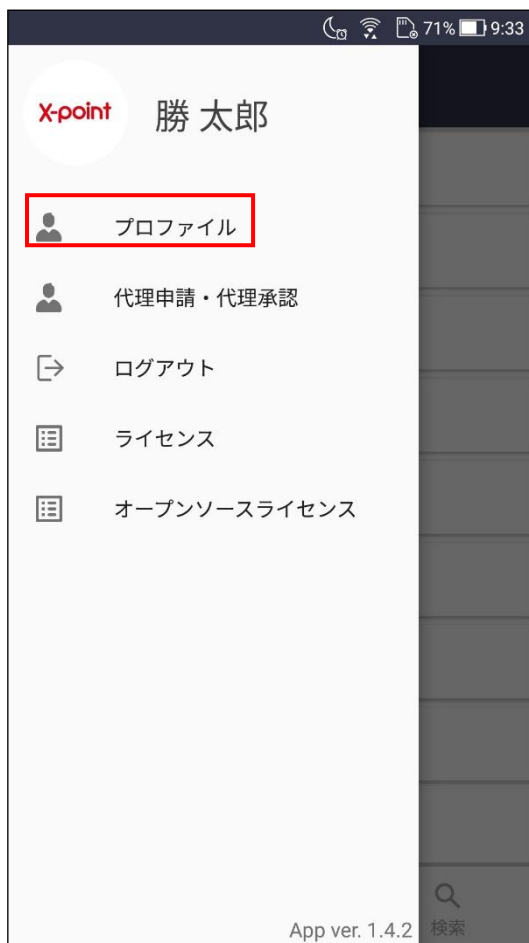 71% 9:33
X-point
勝 太郎
プロファイル
代理申請・代理承認
ログアウト
ライセンス
オープンソースライセンス
App ver. 1.4.2
検索